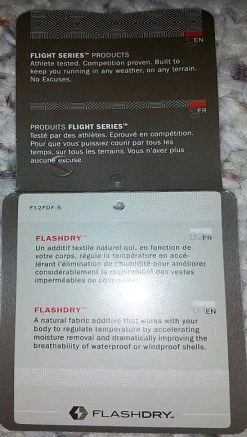 EN
FLIGHT SERIES™ PRODUCTS
Athlete tested. Competition proven. Built to
keep you running in any weather, on any terrain.
No Excuses.
FR
PRODUITS FLIGHT SERIES™
Testé par des athlètes. Éprouvé en compétition.
Pour que vous puissiez courir par tous les
temps, sur tous les terrains. Vous n'avez plus
aucune excuse.
F12FDF-S
FLASHDRY™
FR
Un additif textile naturel qui, en fonction de
votre corps, régule la température en accé-
lérant l'élimination de l'humidité pour améliorer
considérablement la respirabilité des vestes
imperméables ou coupe-vent.
FLASHDRY™
EN
A natural fabric additive that works with your
body to regulate temperature by accelerating
moisture removal and dramatically improving the
breathability of waterproof or windproof shells.
FLASHDRY™